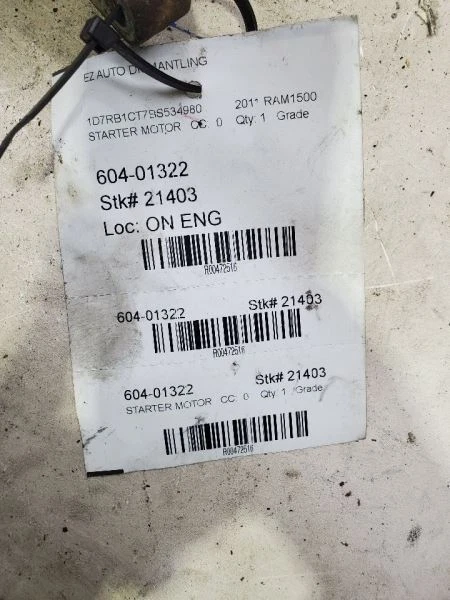 EZ AUTO DISMANTLING
1D7RB1CT7BS534980 2011 RAM1500
STARTER MOTOR CC: 0 Qty: 1 Grade
604-01322
Stk# 21403
Loc: ON ENG
R00472516
604-01322 Stk# 21403
R00472516
604-01322 Stk# 21403
STARTER MOTOR CC: 0 Qty: 1 Grade
R00472516